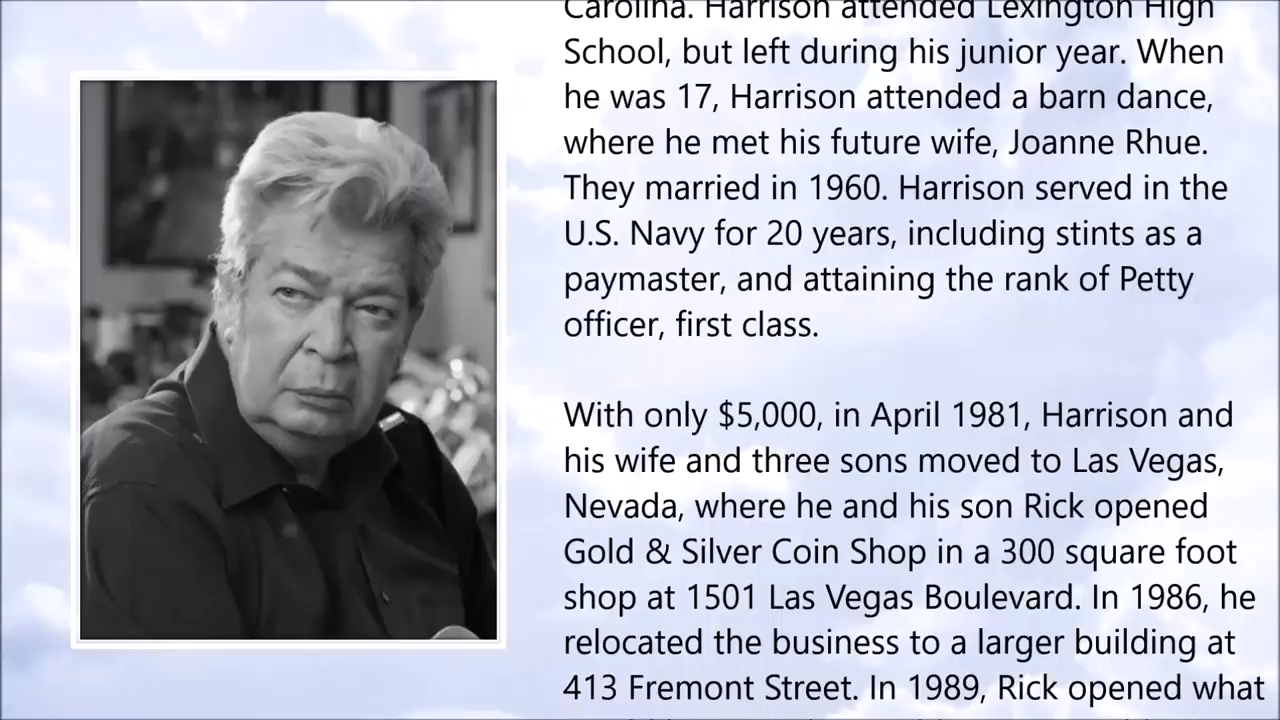 Carolina. Harrison attended Lexington High
School, but left during his junior year. When
he was 17, Harrison attended a barn dance,
where he met his future wife, Joanne Rhue.
They married in 1960. Harrison served in the
U.S. Navy for 20 years, including stints as a
paymaster, and attaining the rank of Petty
officer, first class.
With only $5,000, in April 1981, Harrison and
his wife and three sons moved to Las Vegas,
Nevada, where he and his son Rick opened
Gold & Silver Coin Shop in a 300 square foot
shop at 1501 Las Vegas Boulevard. In 1986, he
relocated the business to a larger building at
413 Fremont Street. In 1989, Rick opened what